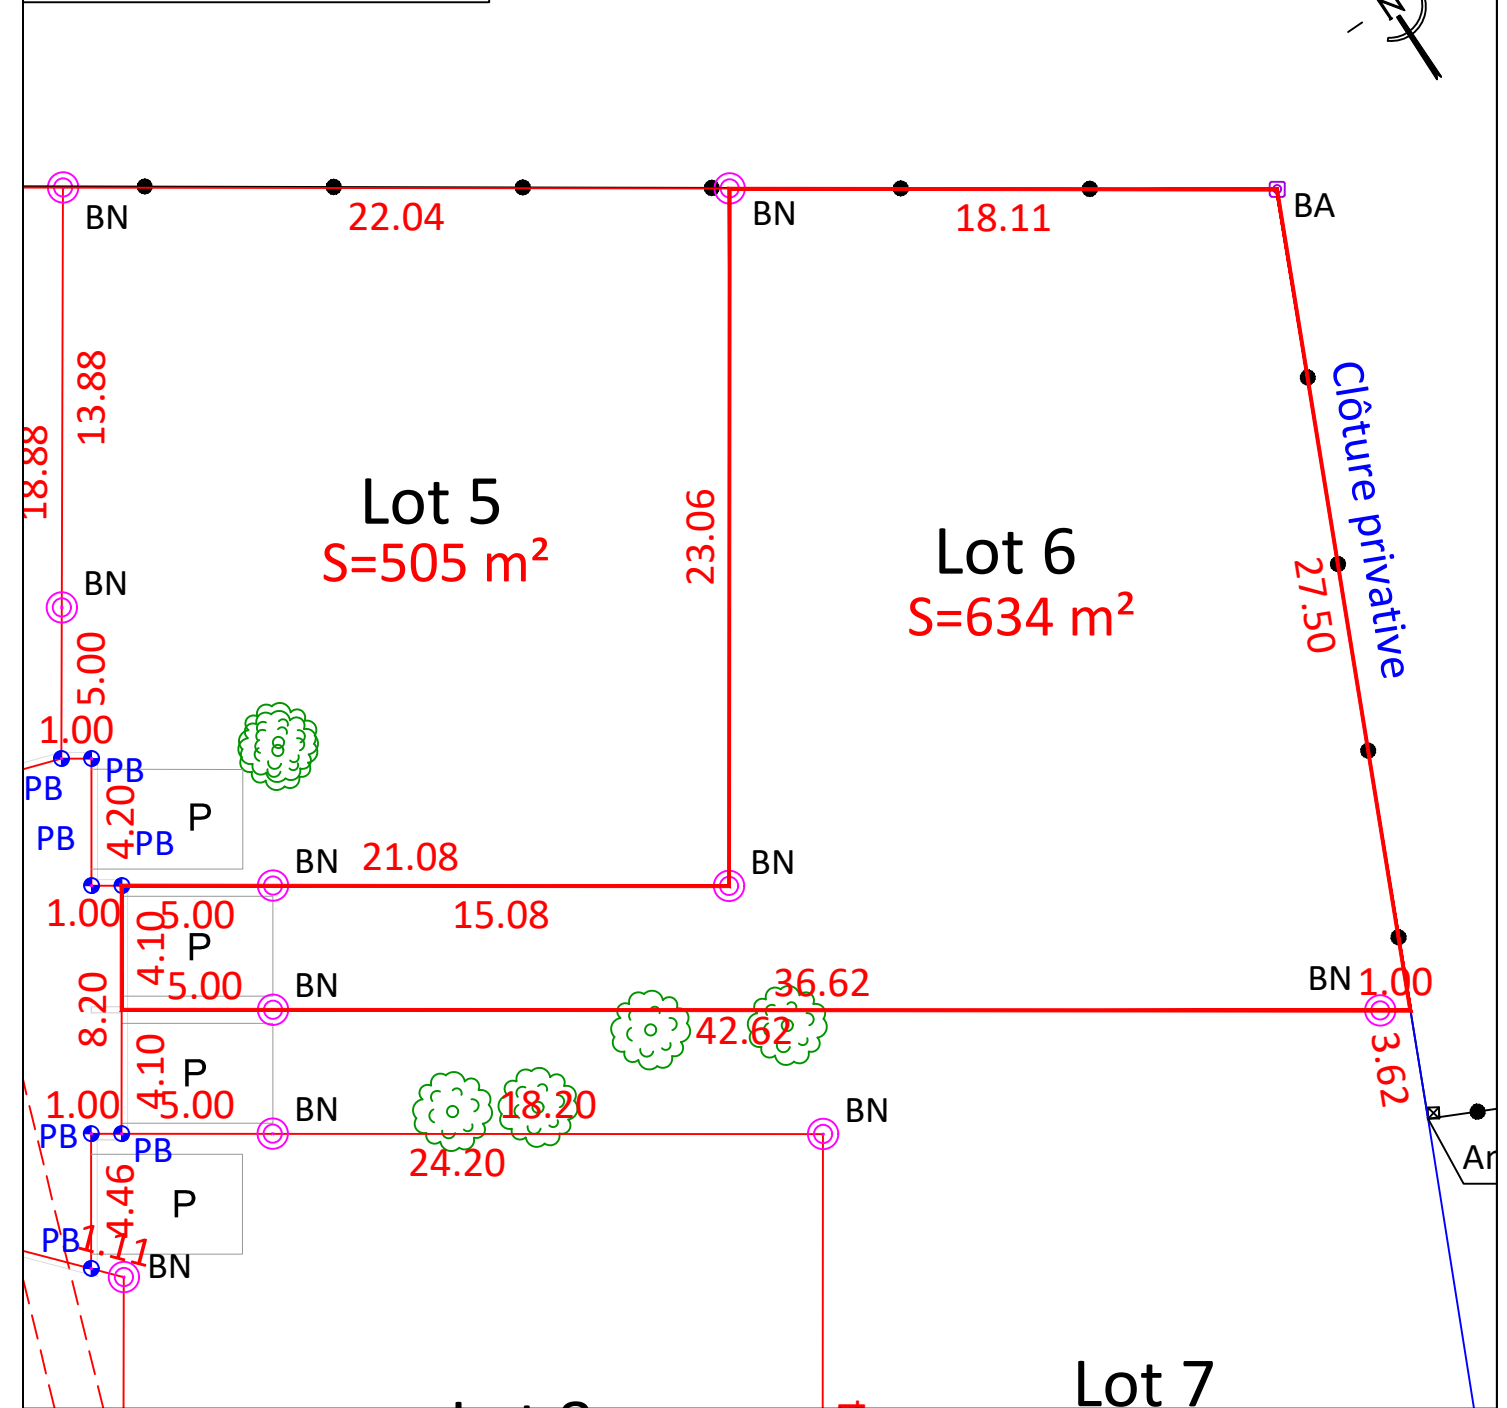 N
BN
22.04
BN
18.11
BA
13.88
18.88
Lot 5
S=505 m²
23.06
Lot 6
S=634 m²
Clôture privative
27.50
BN
5.00
1.00
PB
PB
4.20
P
PB
PB
BN
21.08
BN
1.00
5.00
15.08
4.10
P
5.00
BN
36.62
BN
1.00
8.20
42.62
3.62
4.10
P
1.00
5.00
BN
18.20
BN
PB
PB
24.20
4.46
P
PB
1.11
BN
Lot 7